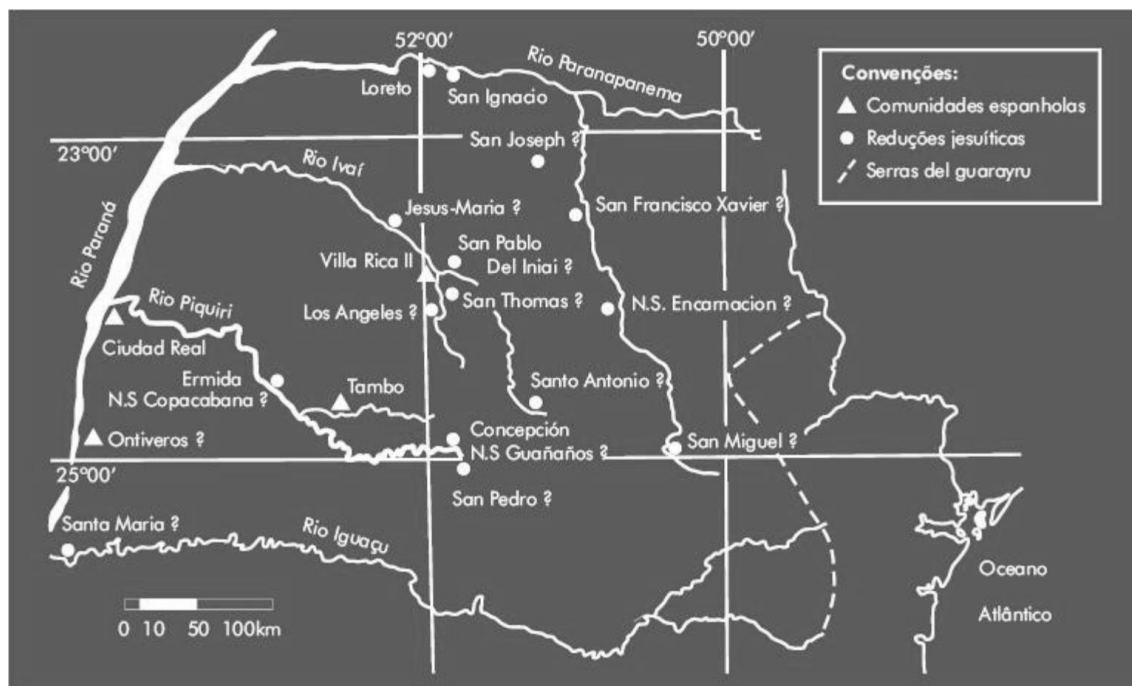 52°00'
50°00'
Rio Paranapanema
Loreto
San Ignacio
Convenções:
Comunidades espanholas
Reduções jesuíticas
Serras del guarayru
23°00'
San Joseph ?
Rio Ivaí
Rio Paraná
Jesus-Maria ?
San Francisco Xavier ?
San Pablo
Del Iniai ?
Villa Rica II
San Thomas ?
Los Angeles ?
N.S. Encarnacion ?
Rio Piquiri
Ciudad Real
Ermida
N.S Copacabana ?
Tambo
Santo Antonio ?
Ontiveros ?
Concepción
N.S Guañaños ?
San Miguel ?
25°00'
San Pedro ?
Santa Maria ?
Rio Iguaçu
Oceano
Atlântico
0 10 50 100km